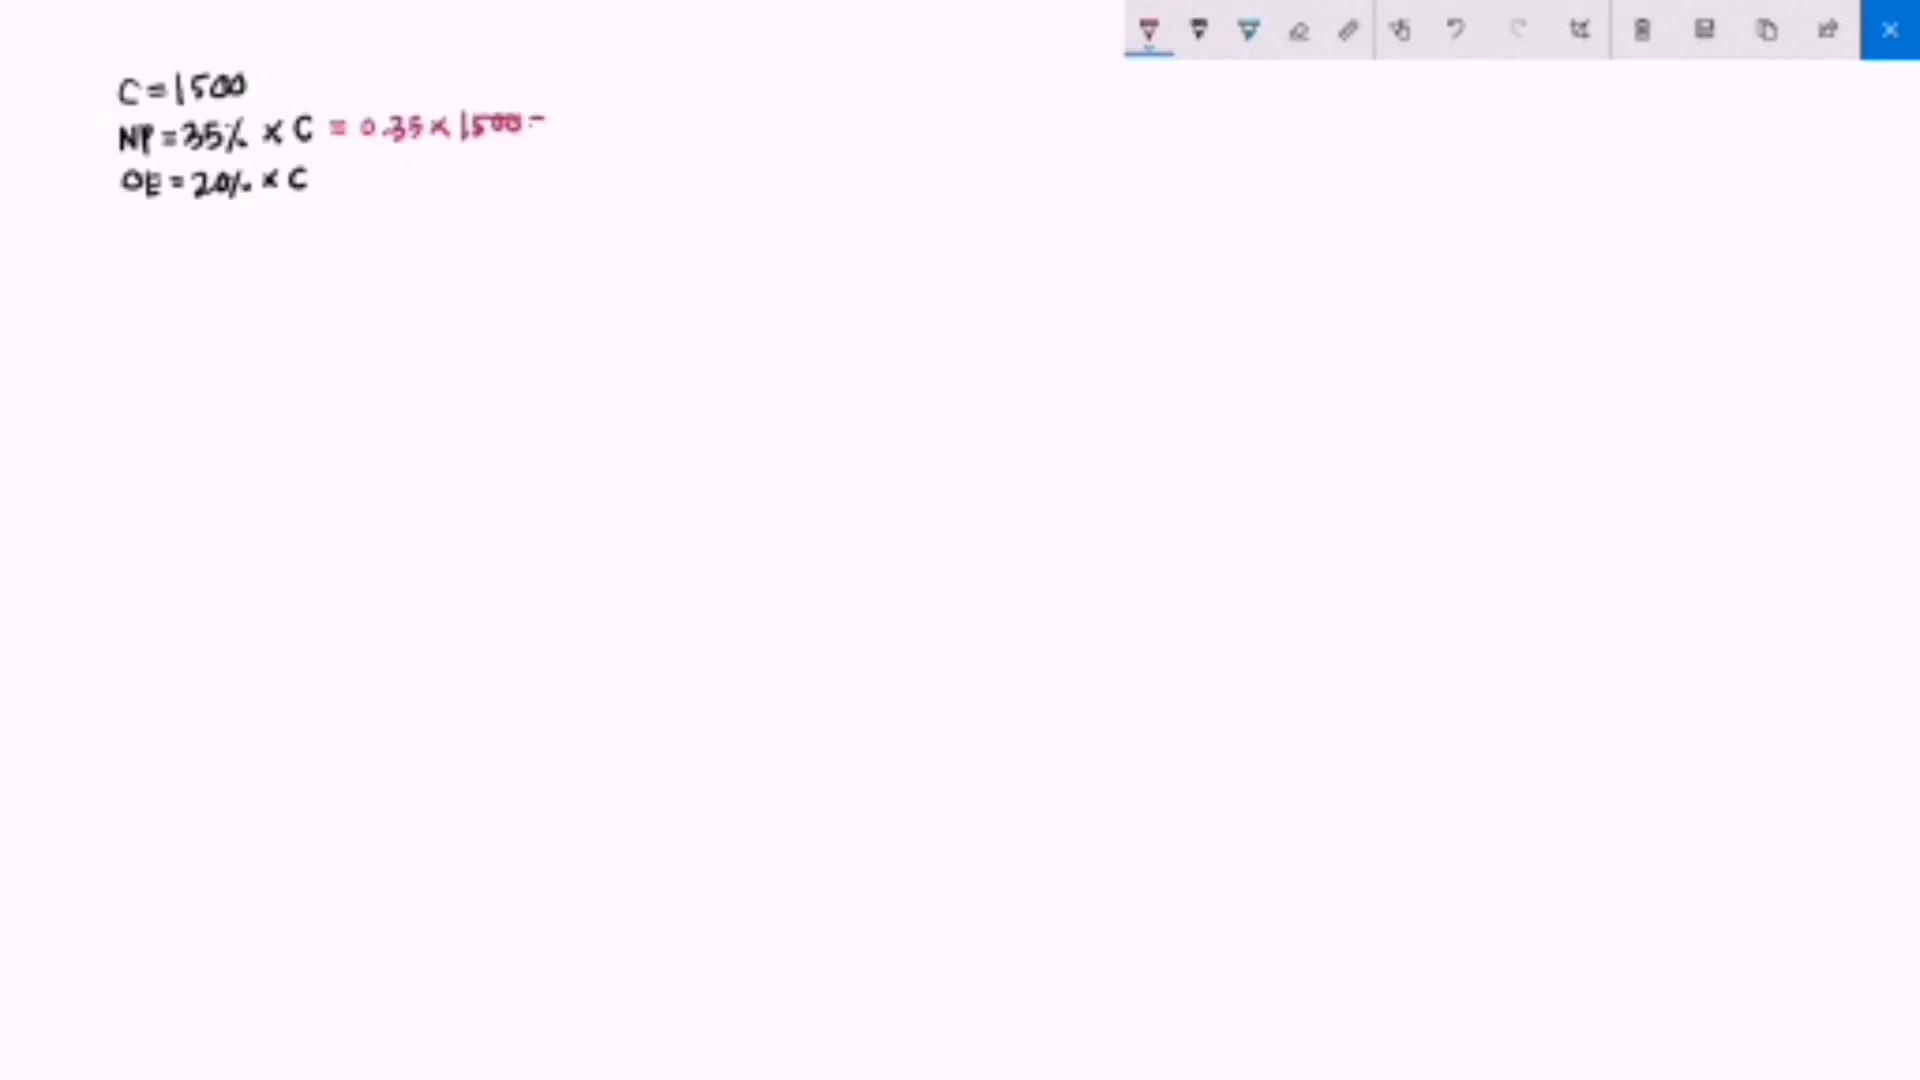 C = 1500
NP = 35% × C = 0.35 × 1500 =
OE = 20% × C